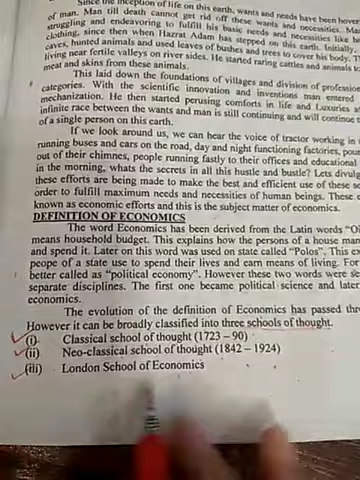 Since the inception of life on this earth, wants and needs have been hover
of man. Man till death cannot get rid off these wants and necessities. Man
struggling and endeavoring to fulfill his basic needs and necessities like
clothing, since then when Hazrat Adam has stepped on this earth. Initially,
caves, hunted animals and used leaves of bushes and trees to cover his body. Th
living near fertile valleys on river sides. He started raring cattles and animals
meat and skins from these animals.
This laid down the foundations of villages and division of profession
categories. With the scientific innovation and inventions man entered
mechanization. He then started perusing comforts in life and Luxuries a
infinite race between the wants and man is still continuing and will continue t
of a single person on this earth.
If we look around us, we can hear the voice of tractor working in
running buses and cars on the road, day and night functioning factories, pour
out of their chimnes, people running fastly to their offices and educational
in the morning, whats the secrets in all this hustle and bustle? Lets divulg
these efforts are being made to make the best and efficient use of these s
order to fulfill maximum needs and necessities of human beings. These e
known as economic efforts and this is the subject matter of economics.
DEFINITION OF ECONOMICS
The word Economics has been derived from the Latin words "Oi
means household budget. This explains how the persons of a house man
and spend it. Later on this word was used on state called "Polos". This ex
peope of a state use to spend their lives and earn means of living. For
better called as "political economy". However these two words were se
separate disciplines. The first one became political science and later
economics.
The evolution of the definition of Economics has passed thro
However it can be broadly classified into three schools of thought.
(i) Classical school of thought (1723 – 90)
(ii) Neo-classical school of thought (1842 – 1924)
(iii) London School of Economics